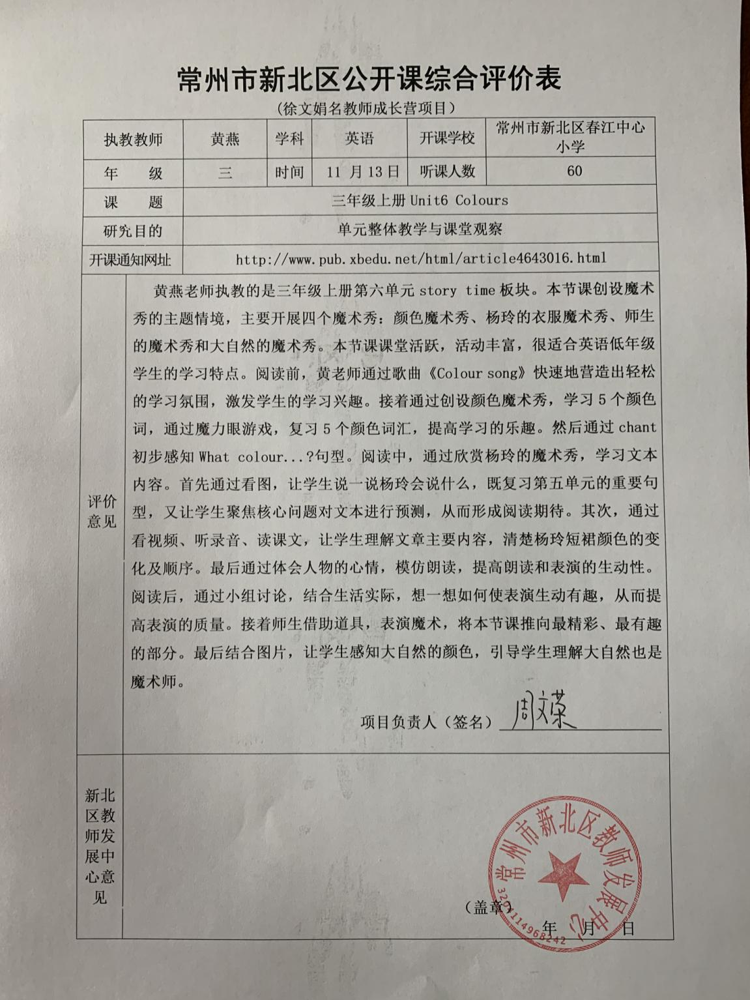 常州市新北区公开课综合评价表
(徐文娟名教师成长营项目)
执教教师 黄燕 学科 英语 开课学校 常州市新北区春江中心
小学
年 级 三 时间 11 月 13 日 听课人数 60
课 题 三年级上册 Unit6 Colours
研究目的 单元整体教学与课堂观察
开课通知网址 http://www.pub.xbedu.net/html/article4643016.html
评价
意见
黄燕老师执教的是三年级上册第六单元 story time 板块。本节课创设魔术
秀的主题情境，主要开展四个魔术秀：颜色魔术秀、杨玲的衣服魔术秀、师生
的魔术秀和大自然的魔术秀。本节课课堂活跃，活动丰富，很适合英语低年级
学生的学习特点。阅读前，黄老师通过歌曲《Colour song》快速地营造出轻松
的学习氛围，激发学生的学习兴趣。接着通过创设颜色魔术秀，学习 5 个颜色
词，通过魔力眼游戏，复习 5 个颜色词汇，提高学习的乐趣。然后通过 chant
初步感知 What colour...?句型。阅读中，通过欣赏杨玲的魔术秀，学习文本
内容。首先通过看图，让学生说一说杨玲会说什么，既复习第五单元的重要句
型，又让学生聚焦核心问题对文本进行预测，从而形成阅读期待。其次，通过
看视频、听录音、读课文，让学生理解文章主要内容，清楚杨玲短裙颜色的变
化及顺序。最后通过体会人物的心情，模仿朗读，提高朗读和表演的生动性。
阅读后，通过小组讨论，结合生活实际，想一想如何使表演生动有趣，从而提
高表演的质量。接着师生借助道具，表演魔术，将本节课推向最精彩、最有趣
的部分。最后结合图片，让学生感知大自然的颜色，引导学生理解大自然也是
魔术师。
项目负责人（签名） 周文荣
新北
区教
师发
展中
心意
见
常州市新北区教师发展中心
3204114968242
（盖章）
年 月 日